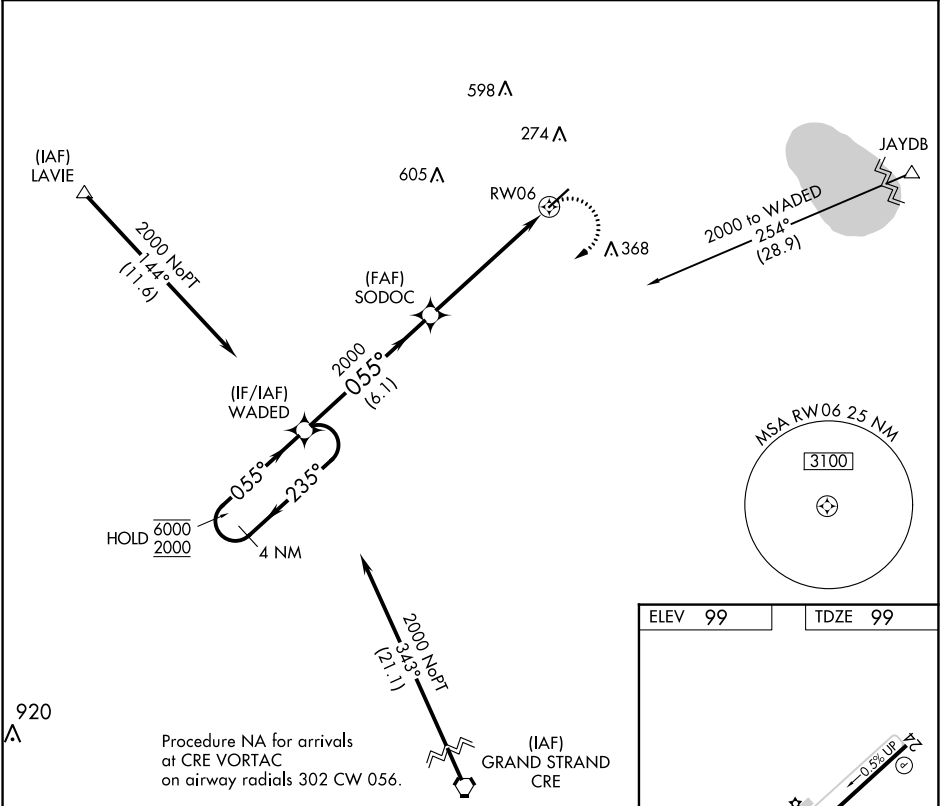 598
274
JAYDB
(IAF)
LAVIE
605
RW06
2000 to WADED
254°
(28.9)
368
2000 NoPT
144°
(11.6)
(FAF)
SODOC
2000
055°
(6.1)
(IF/IAF)
WADED
055°
235°
HOLD 6000
2000
4 NM
MSA RW06 25 NM
3100
2000 NoPT
343°
(21.1)
ELEV 99
TDZE 99
920
Procedure NA for arrivals
at CRE VORTAC
on airway radials 302 CW 056.
(IAF)
GRAND STRAND
CRE
24
0.5% UP
P